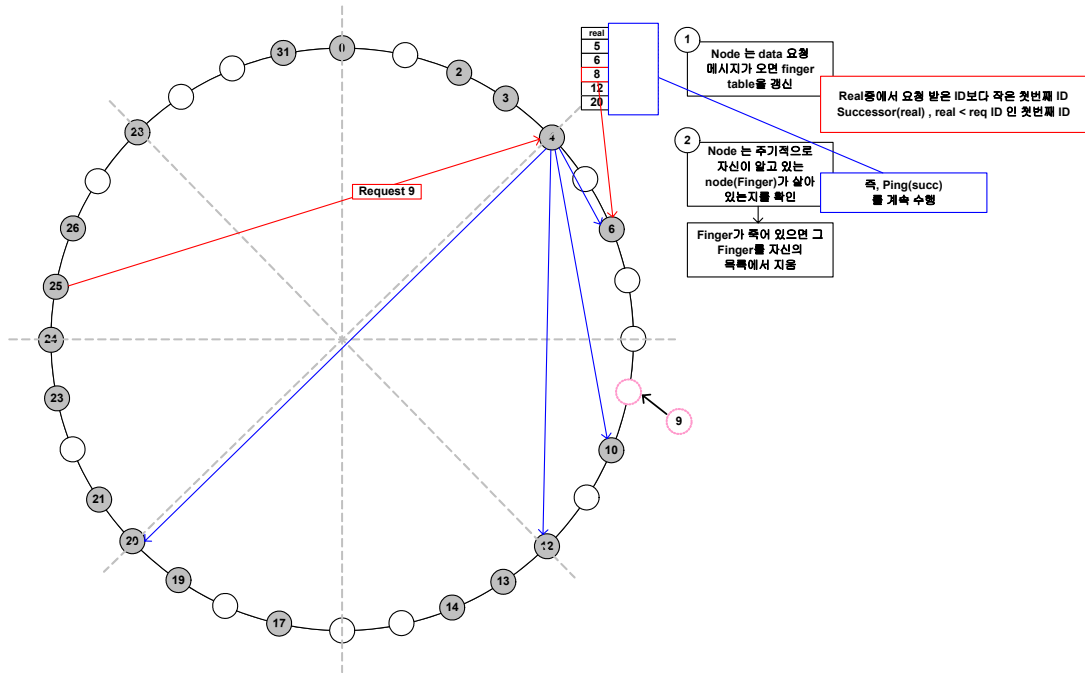 0
31
2
3
4
23
6
26
25
24
23
21
20
19
17
14
13
12
10
9
Request 9
real
5
6
8
12
20
1
Node 는 data 요청
메시지가 오면 finger
table을 갱신
Real중에서 요청 받은 ID보다 작은 첫번째 ID
Successor(real) , real < req ID 인 첫번째 ID
2
Node 는 주기적으로
자신이 알고 있는
node(Finger)가 살아
있는지를 확인
즉, Ping(succ)
를 계속 수행
Finger가 죽어 있으면 그
Finger를 자신의
목록에서 지움